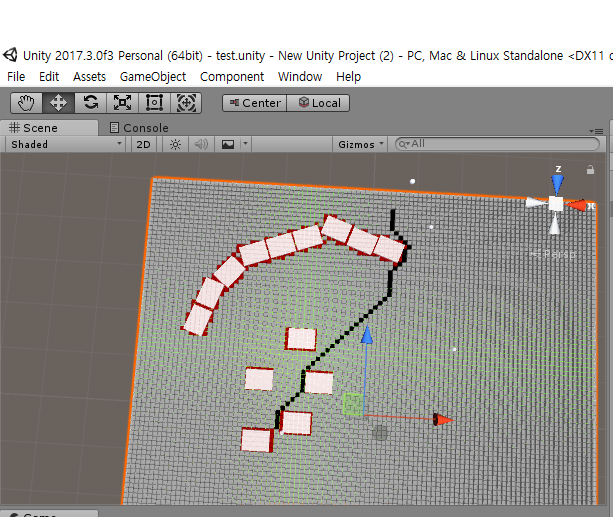 Unity 2017.3.0f3 Personal (64bit) - test.unity - New Unity Project (2) - PC, Mac & Linux Standalone <DX11
File Edit Assets GameObject Component Window Help
Center Local
Scene Console
Shaded 2D Gizmos All
z
x
Persp